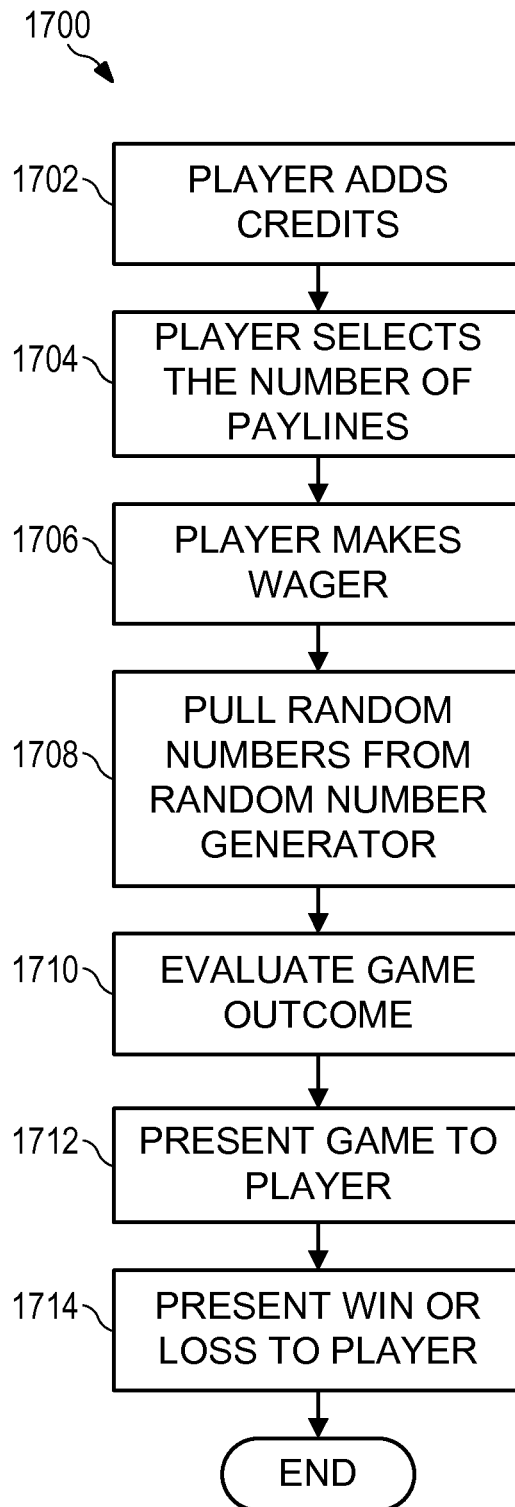 1700
1702
PLAYER ADDS
CREDITS
1704
PLAYER SELECTS
THE NUMBER OF
PAYLINES
1706
PLAYER MAKES
WAGER
1708
PULL RANDOM
NUMBERS FROM
RANDOM NUMBER
GENERATOR
1710
EVALUATE GAME
OUTCOME
1712
PRESENT GAME TO
PLAYER
1714
PRESENT WIN OR
LOSS TO PLAYER
END